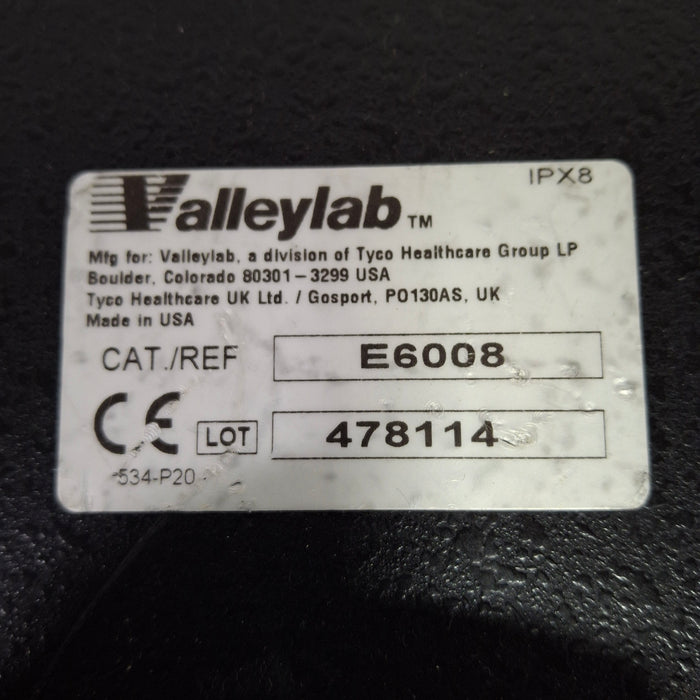 Valleylab™
IPX8
Mfg for: Valleylab, a division of Tyco Healthcare Group LP
Boulder, Colorado 80301-3299 USA
Tyco Healthcare UK Ltd. / Gosport, PO130AS, UK
Made in USA
CAT./REF E6008
CE LOT 478114
534-P20